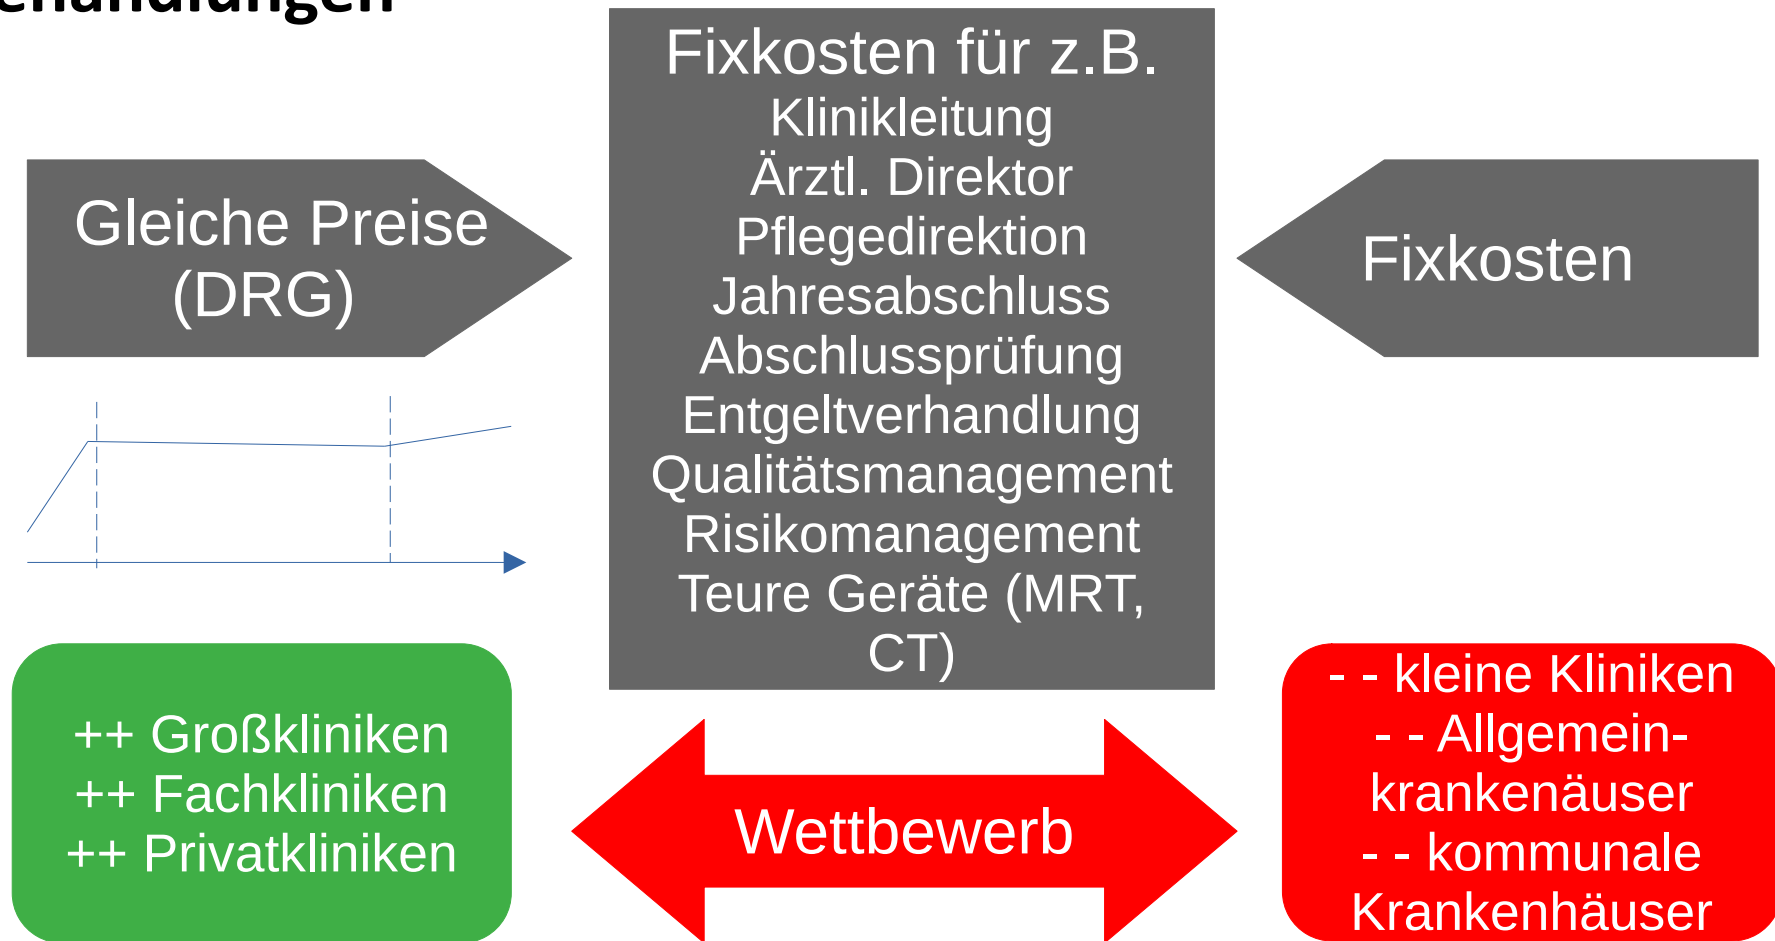 ehandlungen
Fixkosten für z.B.
Klinikleitung
Ärztl. Direktor
Pflegedirektion
Jahresabschluss
Abschlussprüfung
Entgeltverhandlung
Qualitätsmanagement
Risikomanagement
Teure Geräte (MRT,
CT)
Gleiche Preise
(DRG)
Fixkosten
++ Großkliniken
++ Fachkliniken
++ Privatkliniken
Wettbewerb
- - kleine Kliniken
- - Allgemein-
krankenäuser
- - kommunale
Krankenhäuser